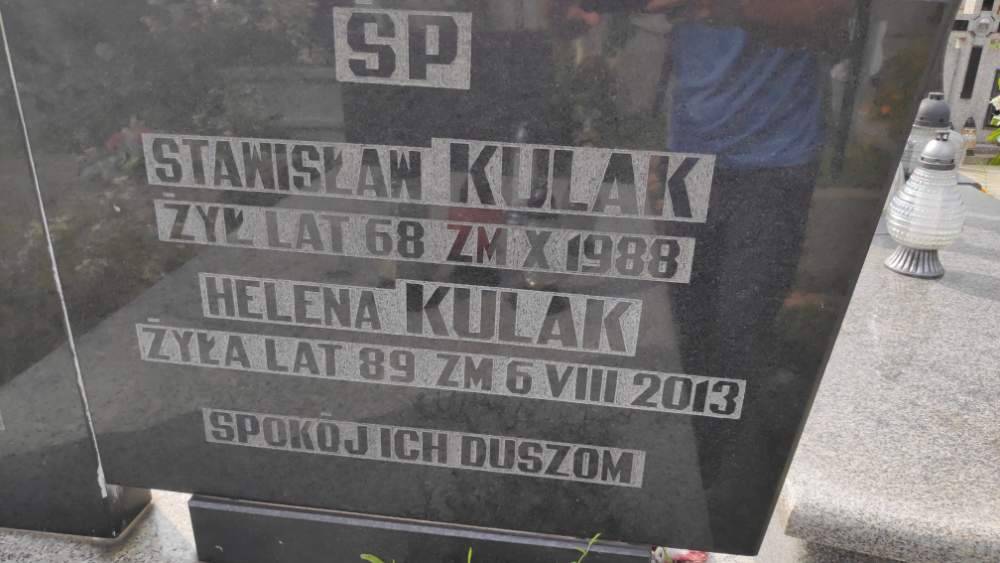 SP
STANISŁAW KULAK
ŻYŁ LAT 68 ZM X 1988
HELENA KULAK
ŻYŁA LAT 89 ZM 6 VIII 2013
SPOKÓJ ICH DUSZOM